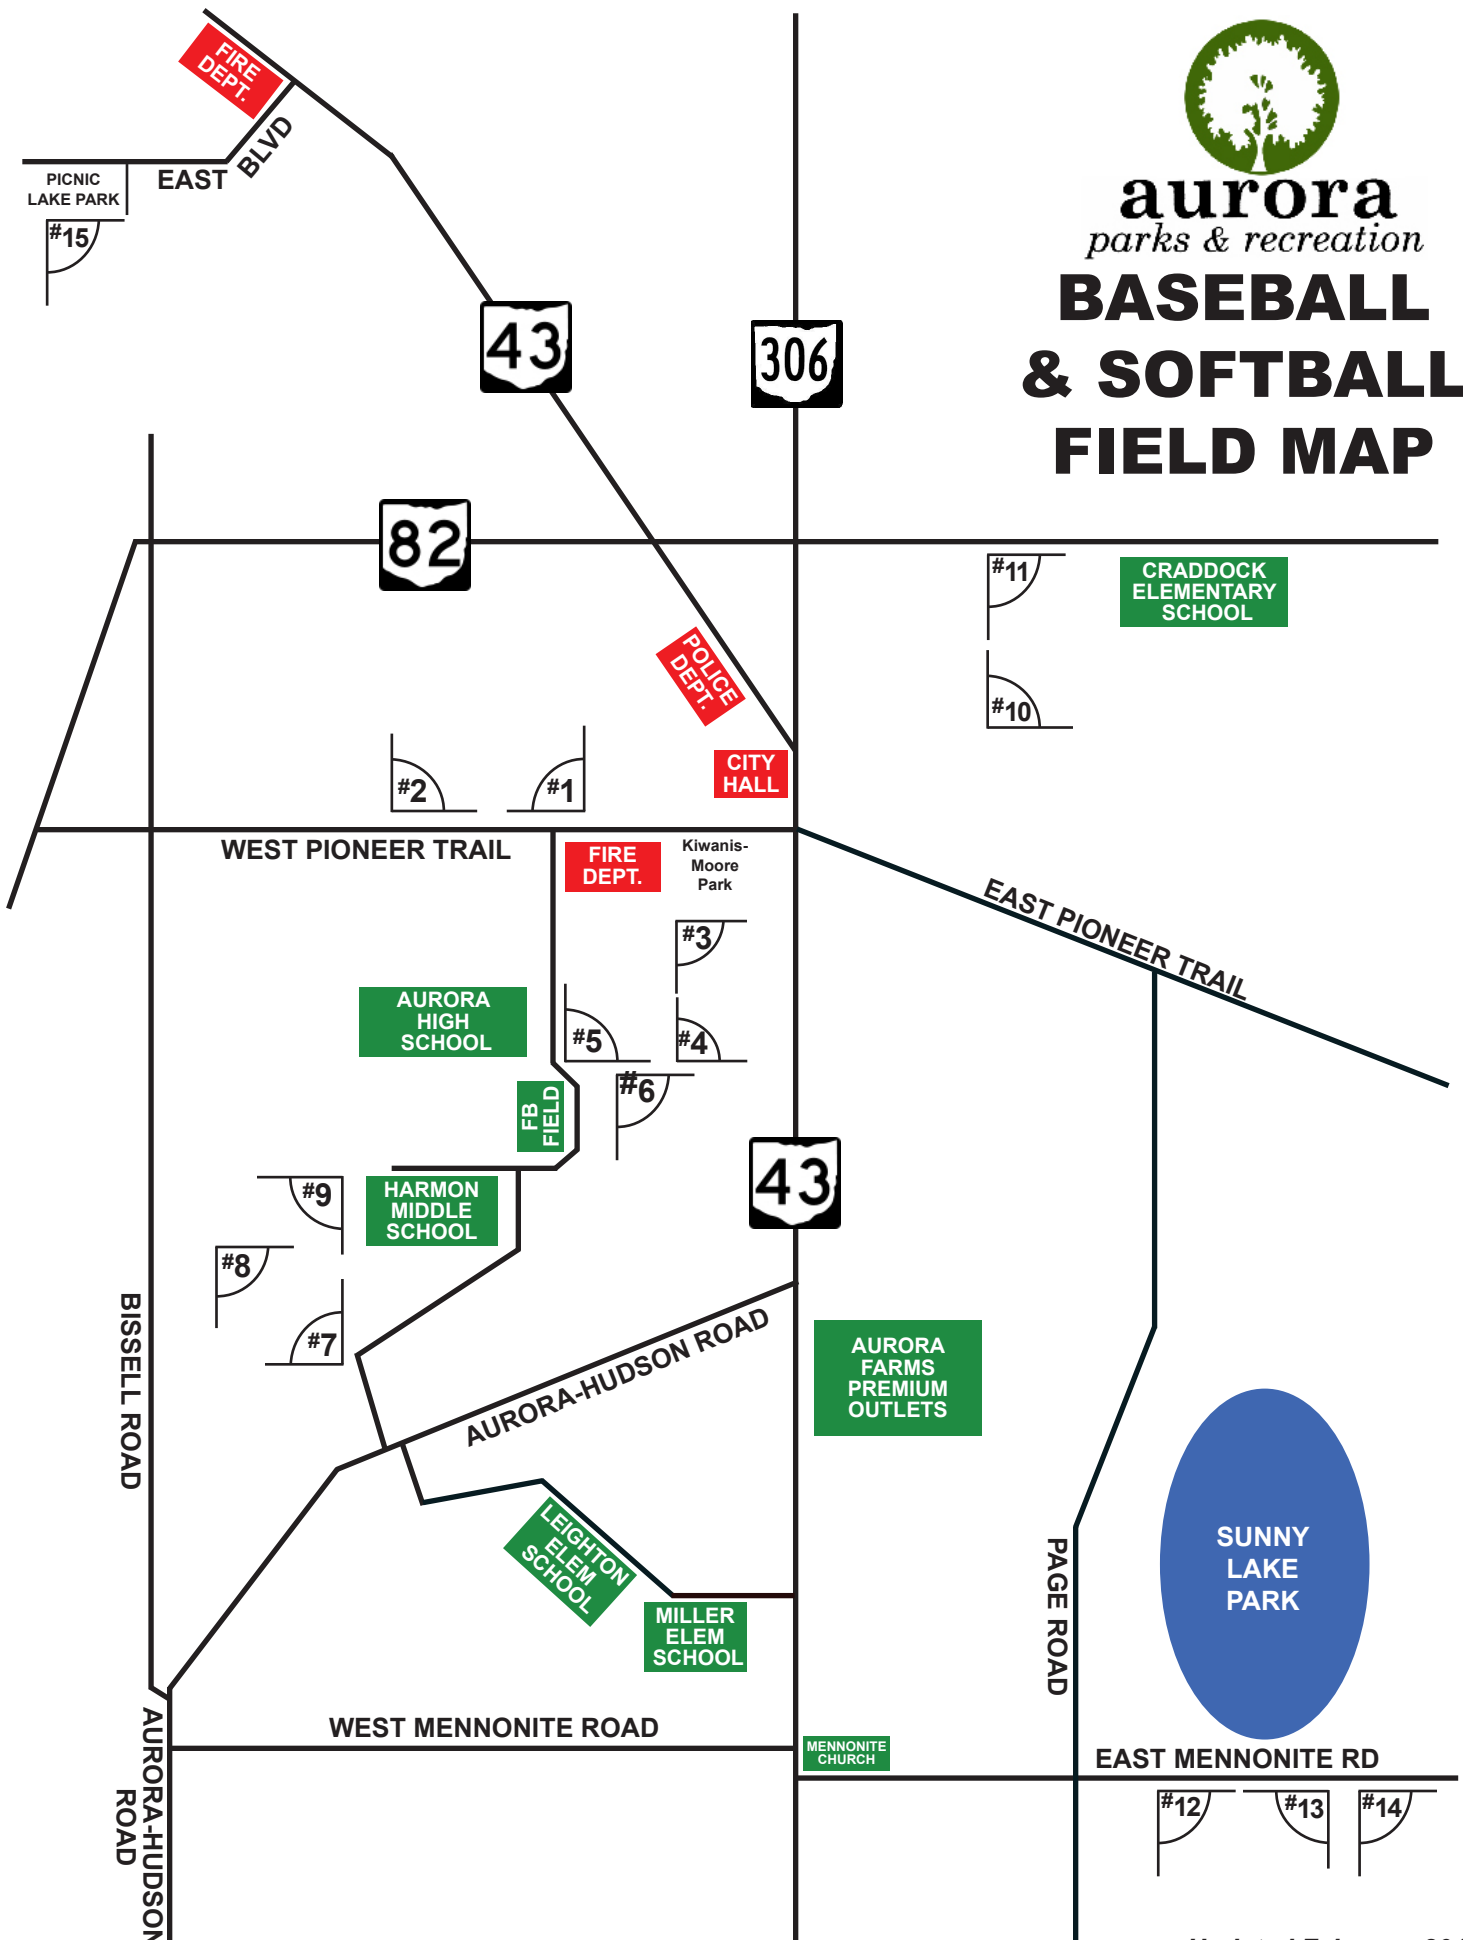 aurora
parks & recreation
BASEBALL
& SOFTBALL
FIELD MAP
FIRE
DEPT.
EAST BLVD
PICNIC
LAKE PARK
#15
43
306
82
#11
CRADDOCK
ELEMENTARY
SCHOOL
#10
POLICE
DEPT.
CITY
HALL
#2
#1
WEST PIONEER TRAIL
FIRE
DEPT.
Kiwanis-
Moore
Park
EAST PIONEER TRAIL
#3
AURORA
HIGH
SCHOOL
#5
#4
#6
FB
FIELD
43
#9
HARMON
MIDDLE
SCHOOL
#8
#7
BISSELL ROAD
AURORA-HUDSON ROAD
AURORA
FARMS
PREMIUM
OUTLETS
LEIGHTON
ELEM
SCHOOL
MILLER
ELEM
SCHOOL
PAGE ROAD
SUNNY
LAKE
PARK
WEST MENNONITE ROAD
MENNONITE
CHURCH
EAST MENNONITE RD
AURORA-HUDSON
ROAD
#12
#13
#14